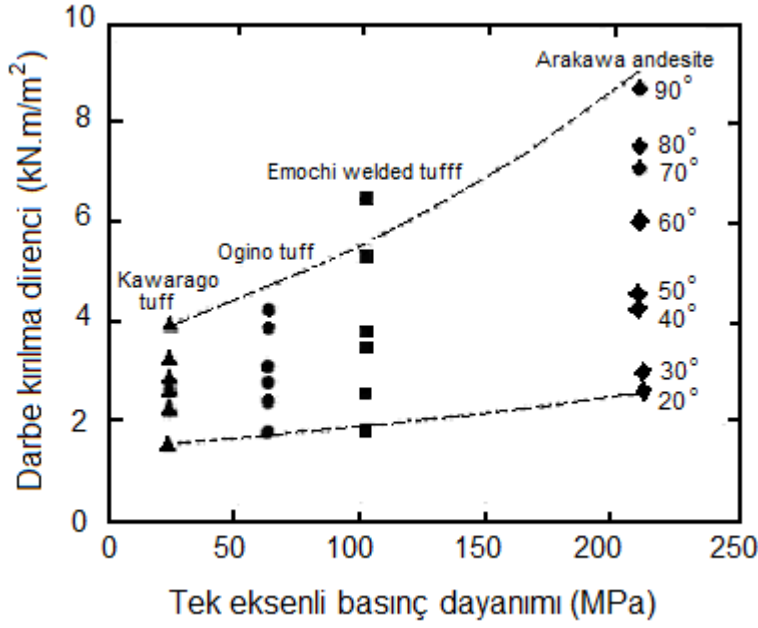 Darbe kırılma direnci (kN.m/m²)
10
8
6
4
2
0
Arakawa andesite
90°
80°
70°
60°
50°
40°
30°
20°
Emochi welded tufff
Ogino tuff
Kawarago
tuff
0 50 100 150 200 250
Tek eksenli basınç dayanımı (MPa)